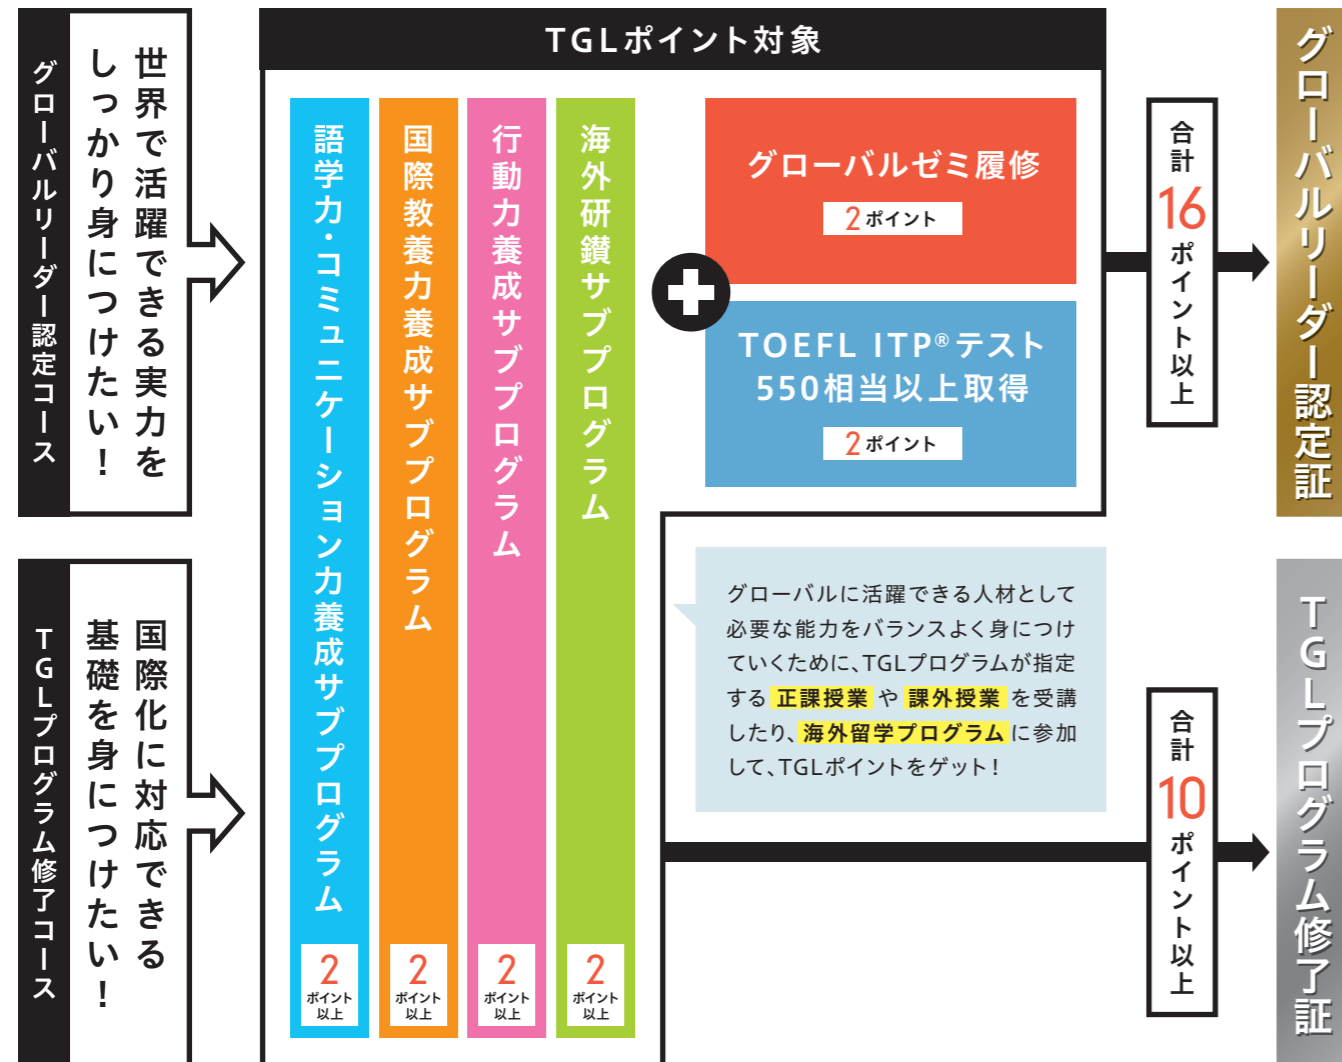 グローバルリーダー認定コース
世界で活躍できる実力を
しっかり身につけたい！
TGLポイント対象
語学力・コミュニケーション力養成サブプログラム
2
ポイント
以上
国際教養力養成サブプログラム
2
ポイント
以上
行動力養成サブプログラム
2
ポイント
以上
海外研鑽サブプログラム
2
ポイント
以上
グローバルゼミ履修
2ポイント
TOEFL ITP®テスト
550相当以上取得
2ポイント
合計16ポイント以上
グローバルリーダー認定証
TGLプログラム修了コース
国際化に対応できる
基礎を身につけたい！
グローバルに活躍できる人材として
必要な能力をバランスよく身につけ
ていくために、TGLプログラムが指定
する 正課授業 や 課外授業 を受講
したり、海外留学プログラム に参加
して、TGLポイントをゲット！
合計10ポイント以上
TGLプログラム修了証